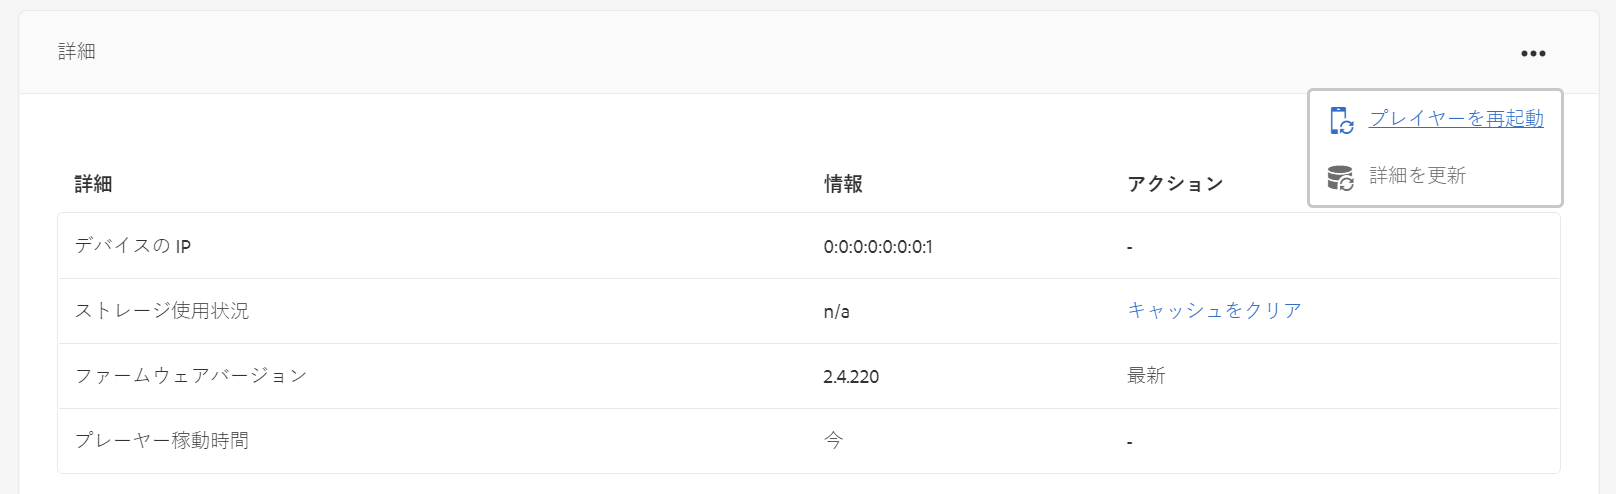 詳細
プレイヤーを再起動
詳細を更新
詳細 情報 アクション
デバイスの IP 0:0:0:0:0:0:0:1 -
ストレージ使用状況 n/a キャッシュをクリア
ファームウェアバージョン 2.4.220 最新
プレーヤー稼動時間 今 -